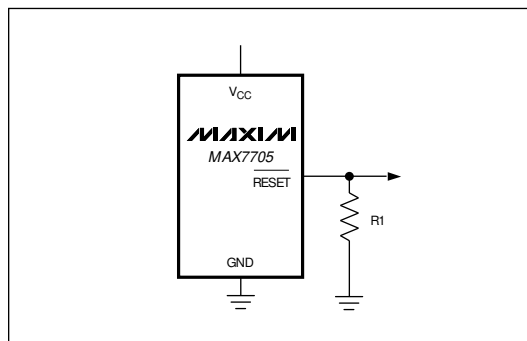 VCC
MAXIM
MAX7705
RESET
R1
GND